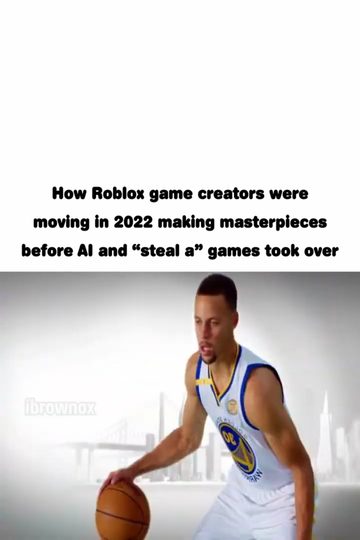 How Roblox game creators were
moving in 2022 making masterpieces
before AI and “steal a” games took over
ibrownox